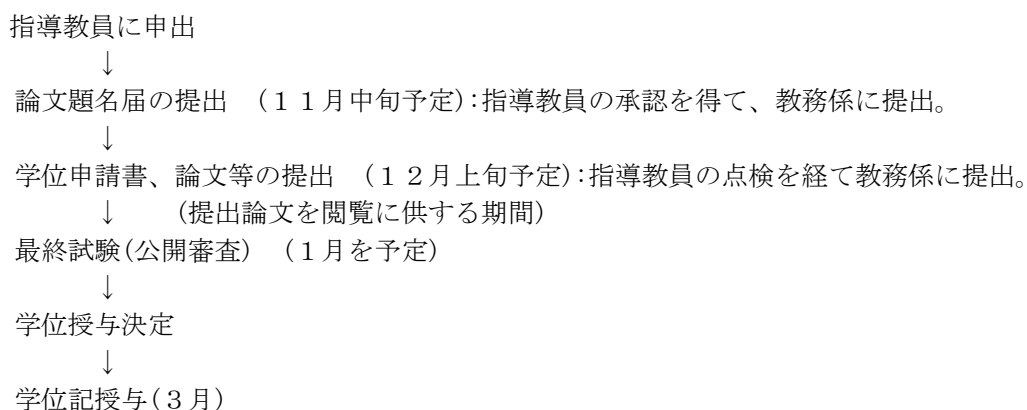 指導教員に申出
↓
論文題名届の提出 (１１月中旬予定):指導教員の承認を得て、教務係に提出。
↓
学位申請書、論文等の提出 (１２月上旬予定):指導教員の点検を経て教務係に提出。
↓ (提出論文を閲覧に供する期間)
最終試験(公開審査) (１月を予定)
↓
学位授与決定
↓
学位記授与(３月)